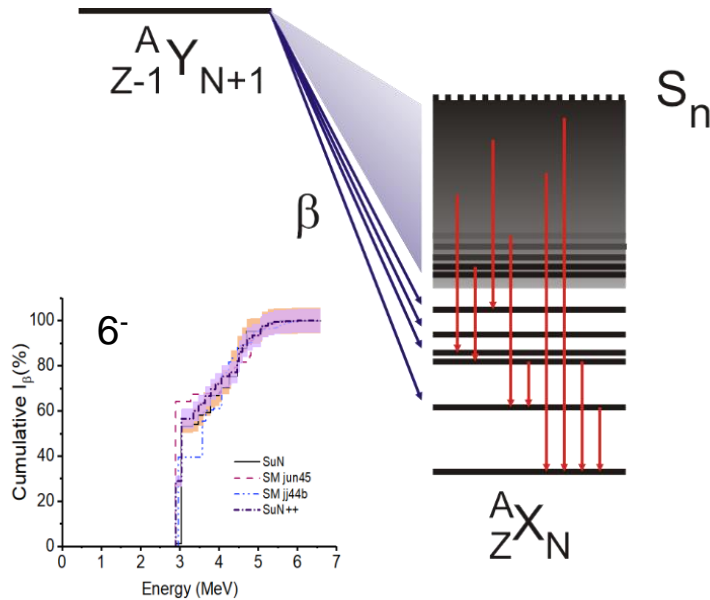 A
Z-1 Y N+1
S n
β
6-
Cumulative Iβ(%)
100
80
60
40
20
0
SuN
SM jun45
SM jj44b
SuN++
0 1 2 3 4 5 6 7
Energy (MeV)
A
Z X N